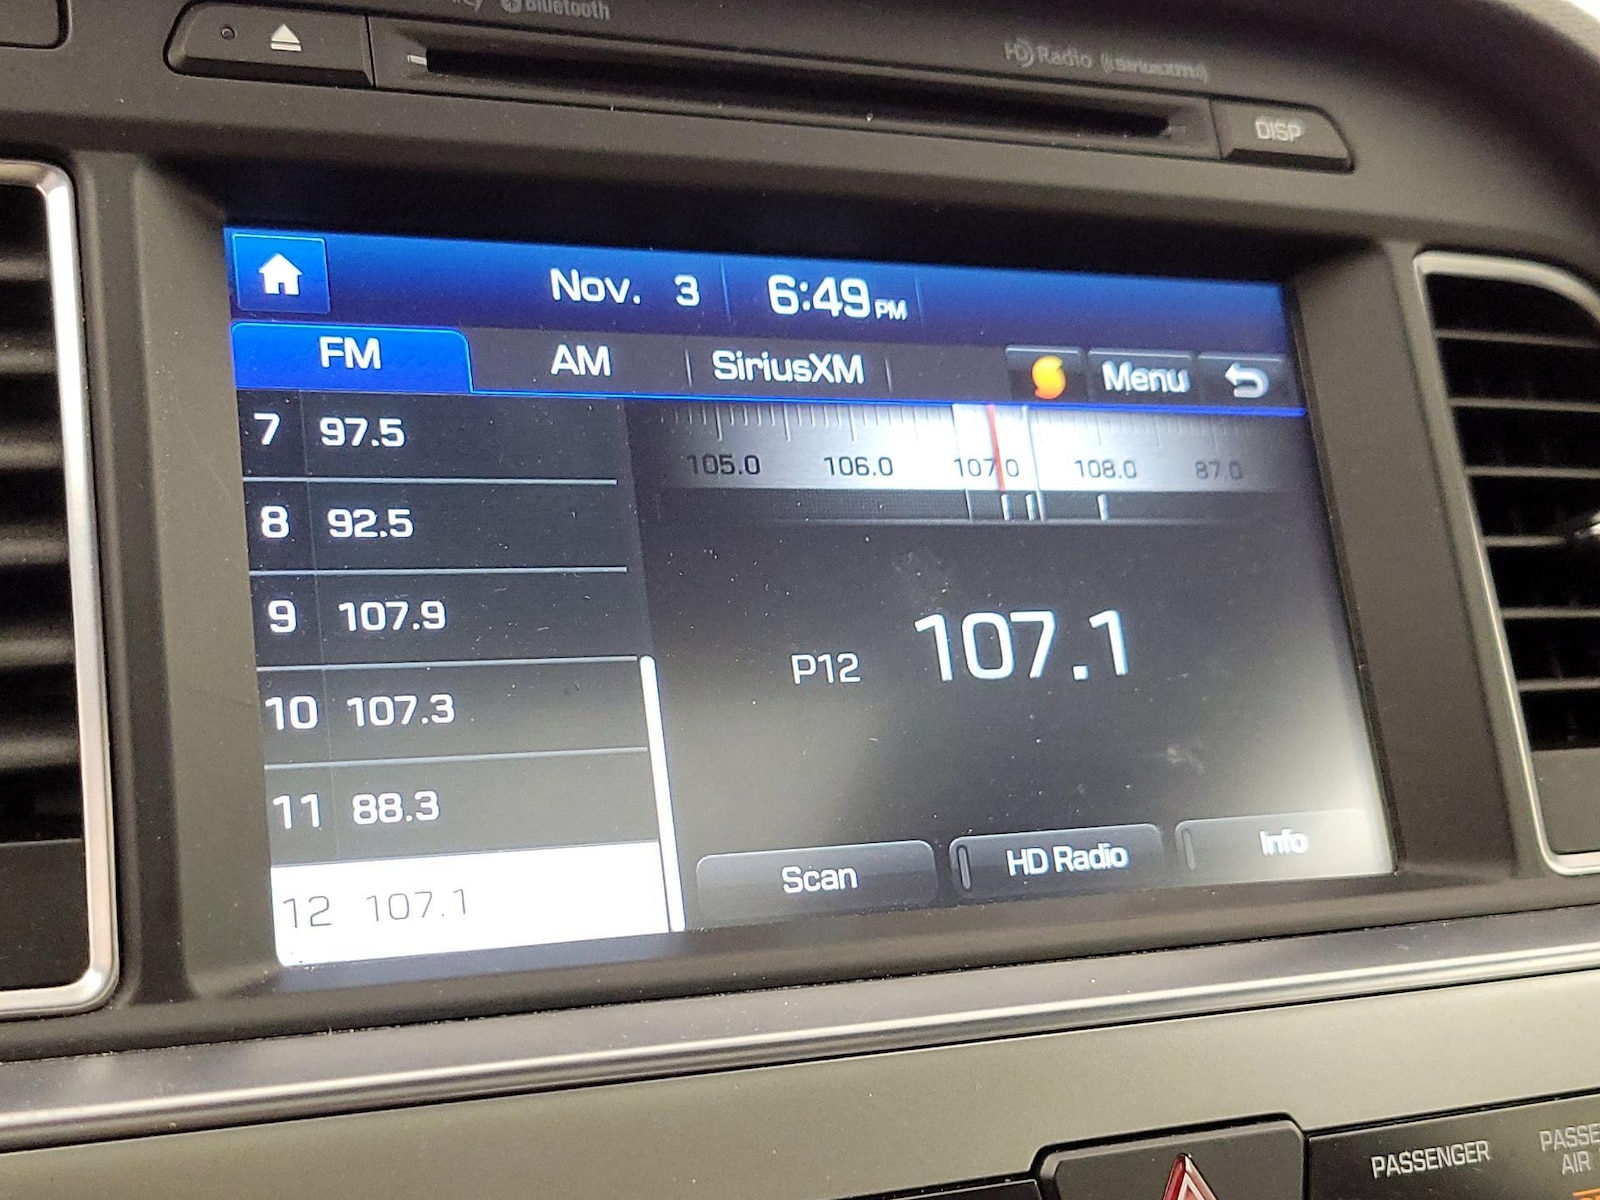 Bluetooth
HD Radio ((SiriusXM))
DISP
Nov. 3 6:49 PM
FM AM SiriusXM Menu
7 97.5
105.0 106.0 107.0 108.0 87.0
8 92.5
9 107.9
P12 107.1
10 107.3
11 88.3
Scan HD Radio Info
12 107.1
PASSENGER
AIR